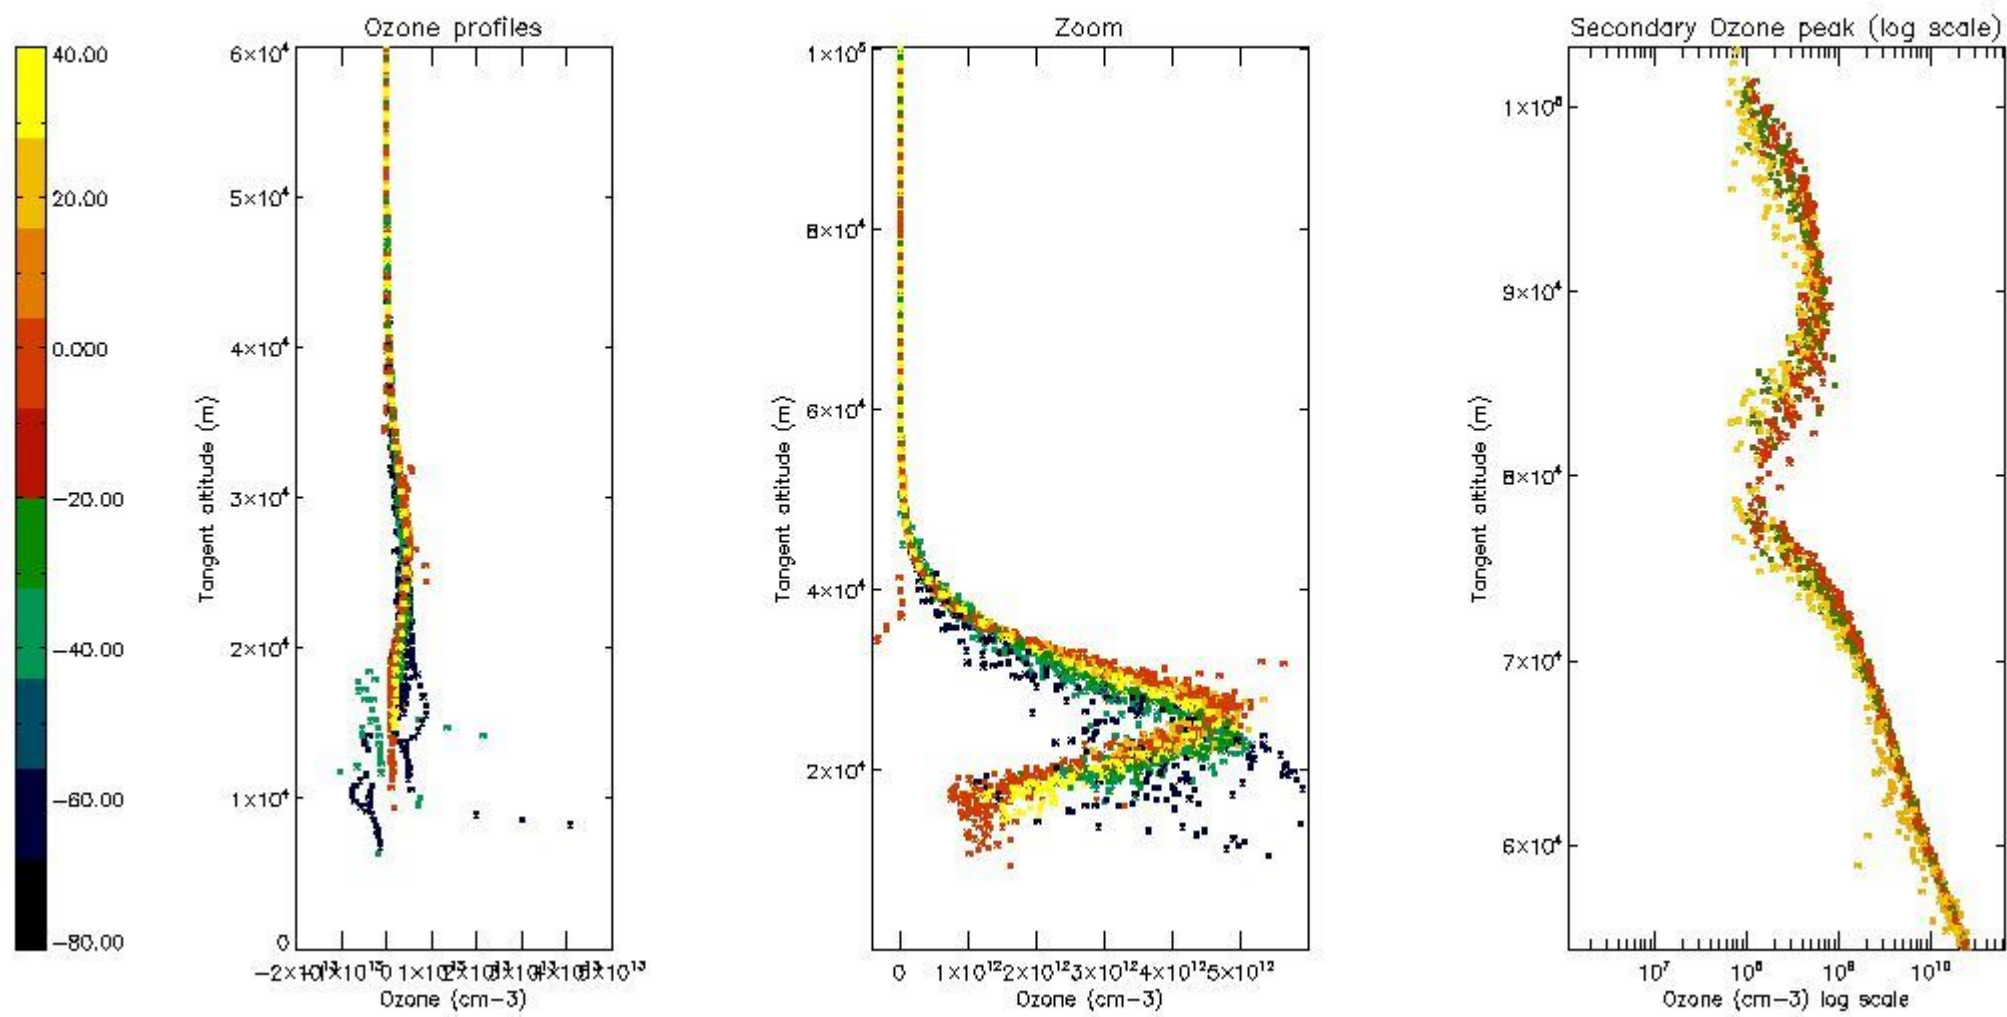 Ozone profiles
Zoom
Secondary Ozone peak (log scale)
40.00
20.00
0.000
−20.00
−40.00
−60.00
−80.00
6×10⁴
5×10⁴
4×10⁴
3×10⁴
2×10⁴
1×10⁴
0
Tangent altitude (m)
0
Ozone (cm−3)
1×10⁵
8×10⁴
6×10⁴
4×10⁴
2×10⁴
Tangent altitude (m)
0 1×10¹² 2×10¹² 3×10¹² 4×10¹² 5×10¹²
Ozone (cm−3)
9×10⁴
8×10⁴
7×10⁴
6×10⁴
Tangent altitude (m)
10⁷ 10⁸ 10⁹ 10¹⁰
Ozone (cm−3) log scale